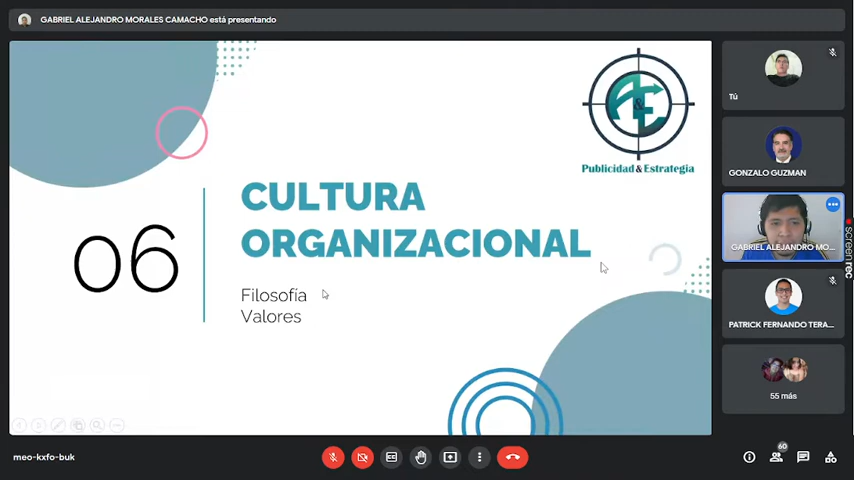 GABRIEL ALEJANDRO MORALES CAMACHO está presentando
A&E
Publicidad&Estrategia
CULTURA
ORGANIZACIONAL
06
Filosofía
Valores
Tú
GONZALO GUZMAN
GABRIEL ALEJANDRO MO...
PATRICK FERNANDO TERA...
55 más
screenrec
meo-kxfo-buk
60